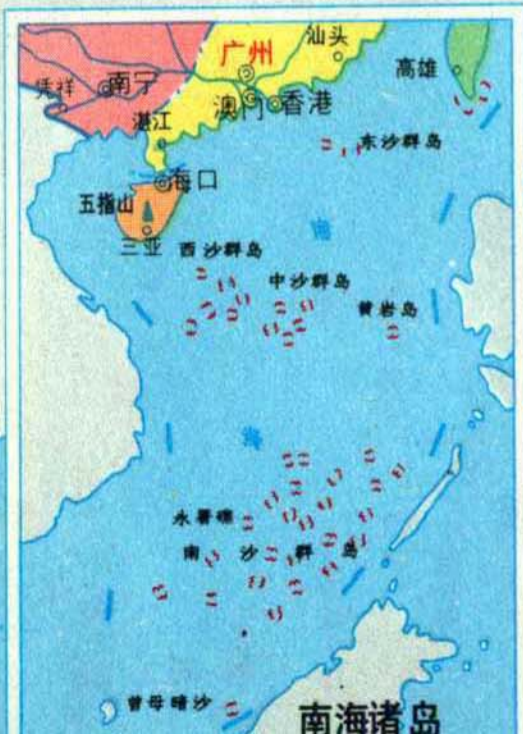 汕头
广州
高雄
凭祥
南宁
澳门
香港
湛江
东沙群岛
海口
五指山
三亚
西沙群岛
南
中沙群岛
黄岩岛
海
永暑礁
南沙群岛
曾母暗沙
南海诸岛